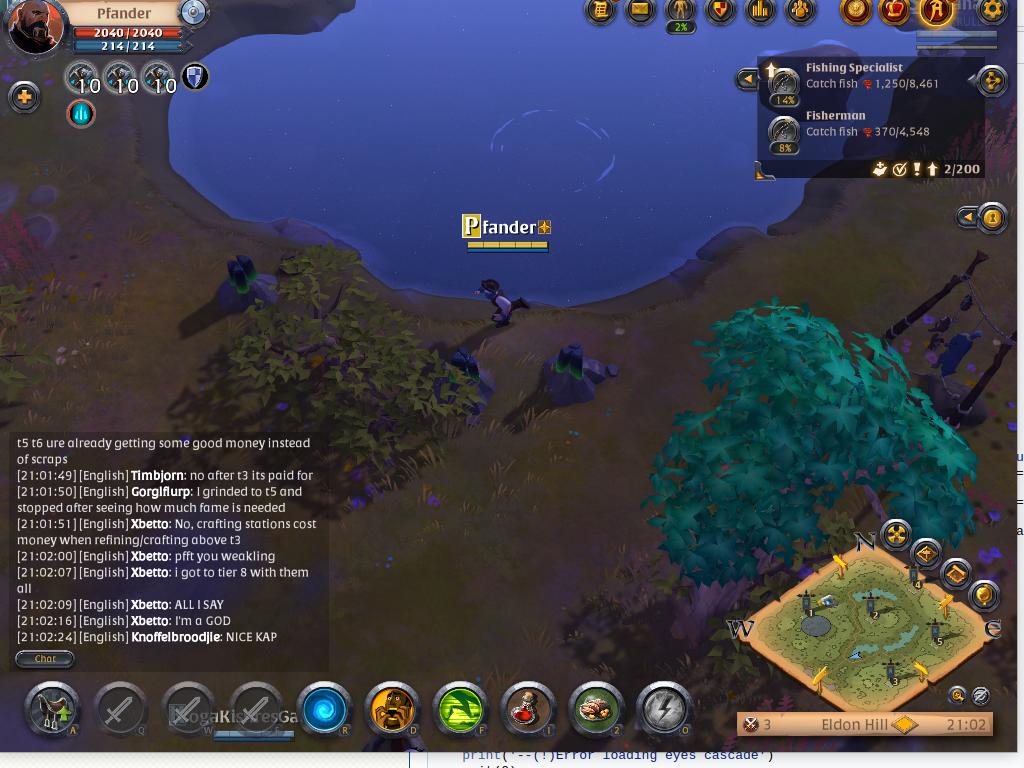 Pfander
2040 / 2040
214 / 214
10 10 10
2%
Fishing Specialist
Catch fish 1,250/8,461
14%
Fisherman
Catch fish 370/4,548
8%
2/200
Pfander
t5 t6 ure already getting some good money instead
of scraps
[21:01:49] [English] Timbjorn: no after t3 its paid for
[21:01:50] [English] Gorglflurp: I grinded to t5 and
stopped after seeing how much fame is needed
[21:01:51] [English] Xbetto: No, crafting stations cost
money when refining/crafting above t3
[21:02:00] [English] Xbetto: pfft you weakling
[21:02:07] [English] Xbetto: i got to tier 8 with them
all
[21:02:09] [English] Xbetto: ALL I SAY
[21:02:16] [English] Xbetto: I'm a GOD
[21:02:24] [English] Knoffelbroodjie: NICE KAP
Chat
N
W
E
1
2
3
4
5
A Q W R D F 1 2 O
3 Eldon Hill 21:02
print('--(!)Error loading eyes cascade')